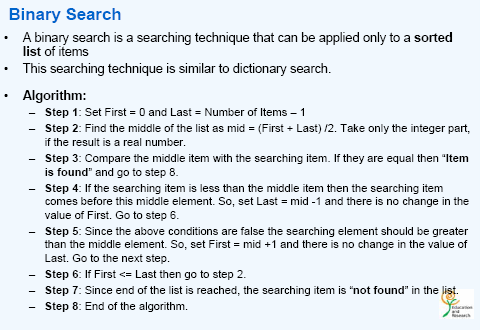 Binary Search
• A binary search is a searching technique that can be applied only to a sorted
list of items
• This searching technique is similar to dictionary search.
• Algorithm:
– Step 1: Set First = 0 and Last = Number of Items – 1
– Step 2: Find the middle of the list as mid = (First + Last) /2. Take only the integer part,
if the result is a real number.
– Step 3: Compare the middle item with the searching item. If they are equal then “Item
is found” and go to step 8.
– Step 4: If the searching item is less than the middle item then the searching item
comes before this middle element. So, set Last = mid -1 and there is no change in the
value of First. Go to step 6.
– Step 5: Since the above conditions are false the searching element should be greater
than the middle element. So, set First = mid +1 and there is no change in the value of
Last. Go to the next step.
– Step 6: If First <= Last then go to step 2.
– Step 7: Since end of the list is reached, the searching item is “not found” in the list.
– Step 8: End of the algorithm.
Education
and
Research